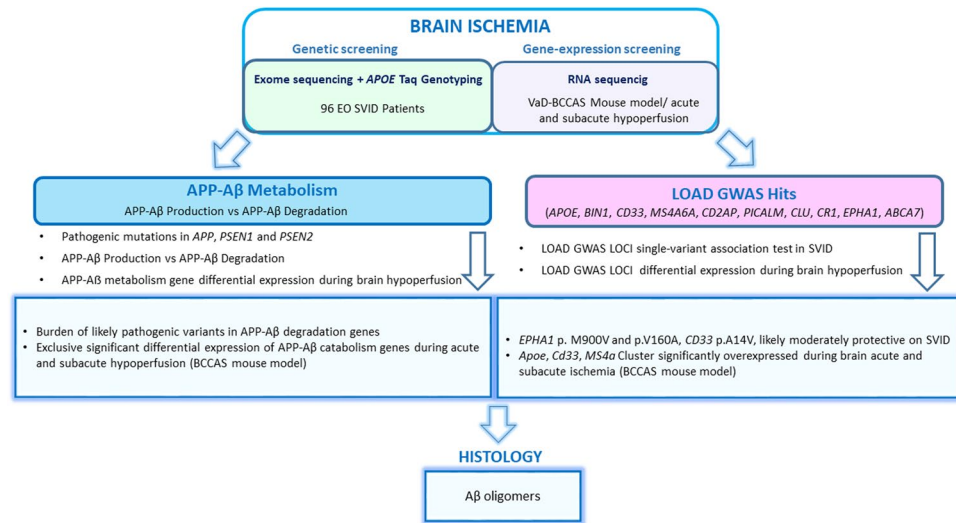 BRAIN ISCHEMIA
Genetic screening
Gene-expression screening
Exome sequencing + APOE Taq Genotyping
96 EO SVID Patients
RNA sequencig
VaD-BCCAS Mouse model/ acute
and subacute hypoperfusion
APP-Aβ Metabolism
APP-Aβ Production vs APP-Aβ Degradation
LOAD GWAS Hits
(APOE, BIN1, CD33, MS4A6A, CD2AP, PICALM, CLU, CR1, EPHA1, ABCA7)
• Pathogenic mutations in APP, PSEN1 and PSEN2
• APP-Aβ Production vs APP-Aβ Degradation
• APP-Aß metabolism gene differential expression during brain hypoperfusion
• LOAD GWAS LOCI single-variant association test in SVID
• LOAD GWAS LOCI differential expression during brain hypoperfusion
• Burden of likely pathogenic variants in APP-Aβ degradation genes
• Exclusive significant differential expression of APP-Aβ catabolism genes during acute
and subacute hypoperfusion (BCCAS mouse model)
• EPHA1 p. M900V and p.V160A, CD33 p.A14V, likely moderately protective on SVID
• Apoe, Cd33, MS4a Cluster significantly overexpressed during brain acute and
subacute ischemia (BCCAS mouse model)
HISTOLOGY
Aβ oligomers